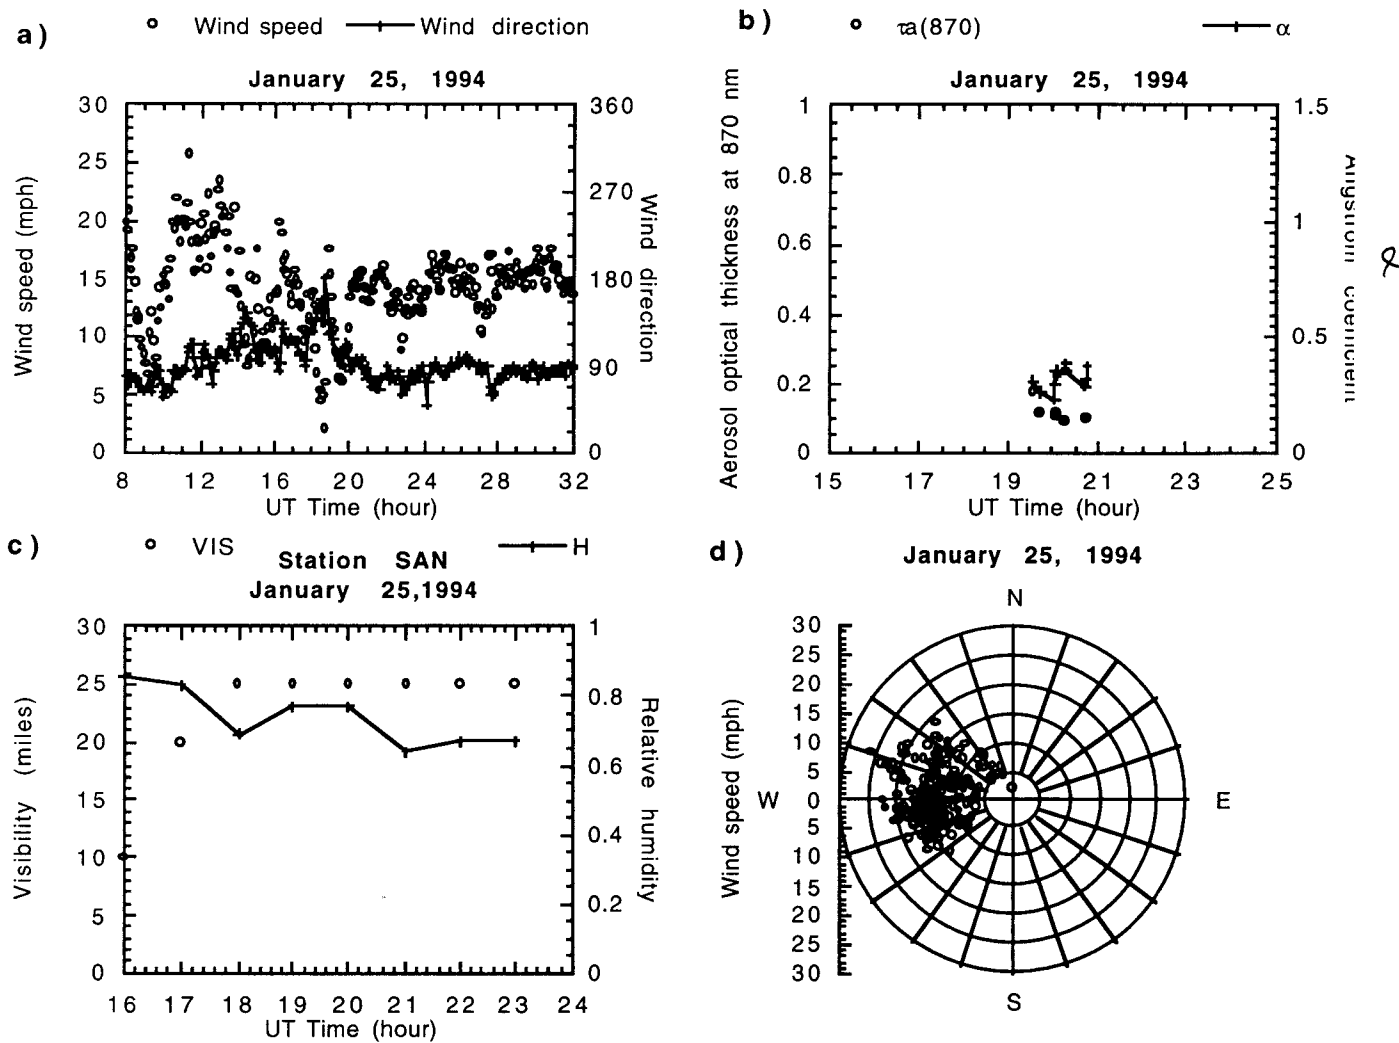 a)
Wind speed
Wind direction
January 25, 1994
30
25
20
15
10
5
0
360
270
180
90
0
8 12 16 20 24 28 32
Wind speed (mph)
Wind direction
UT Time (hour)
b)
τa(870)
α
January 25, 1994
1
0.8
0.6
0.4
0.2
0
1.5
1
0.5
0
15 17 19 21 23 25
Aerosol optical thickness at 870 nm
α
UT Time (hour)
c)
VIS
H
Station SAN
January 25,1994
30
25
20
15
10
5
0
1
0.8
0.6
0.4
0.2
0
16 17 18 19 20 21 22 23 24
Visibility (miles)
Relative humidity
UT Time (hour)
d)
January 25, 1994
N
W
E
S
30
25
20
15
10
5
0
5
10
15
20
25
30
Wind speed (mph)